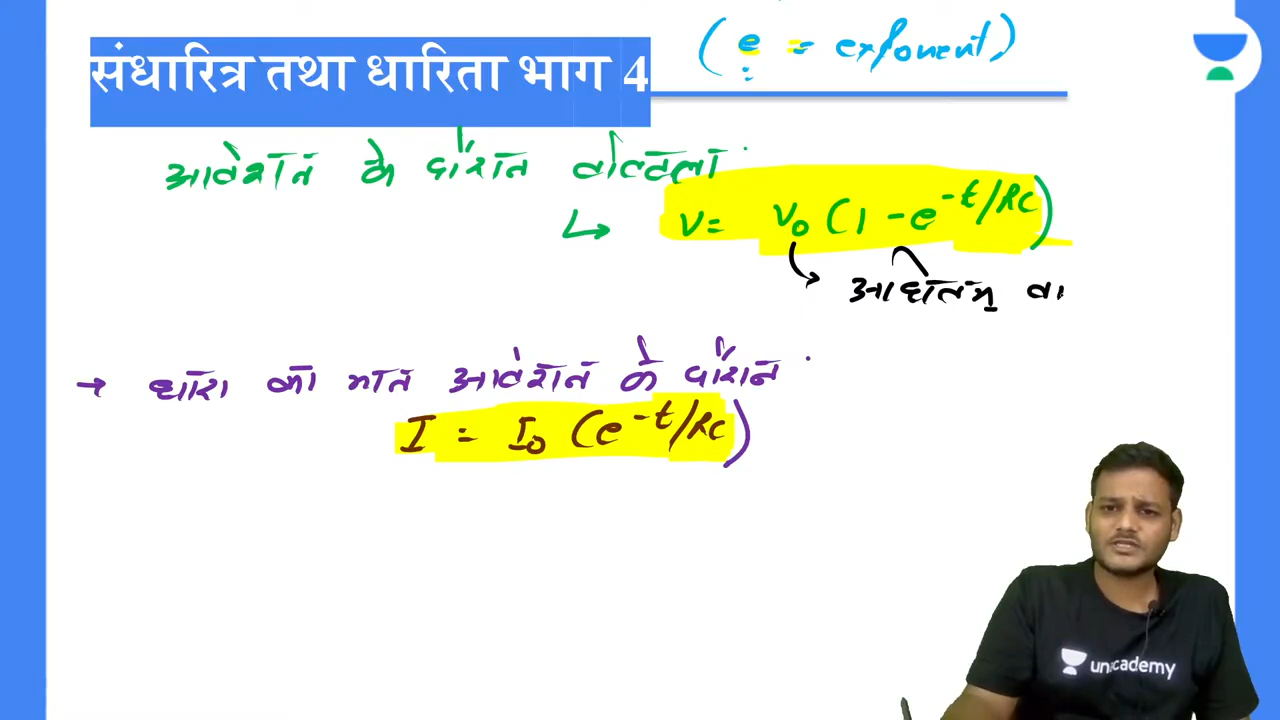 (e = exponent)
संधारित्र तथा धारिता भाग 4
आवेशन के दौरान वोल्टता
↳ V = V₀ (1 - e^{-t/RC})
↳ अधिकतम् वा
→ धारा का मान आवेशन के दौरान
I = I₀ (e^{-t/RC})
unacademy